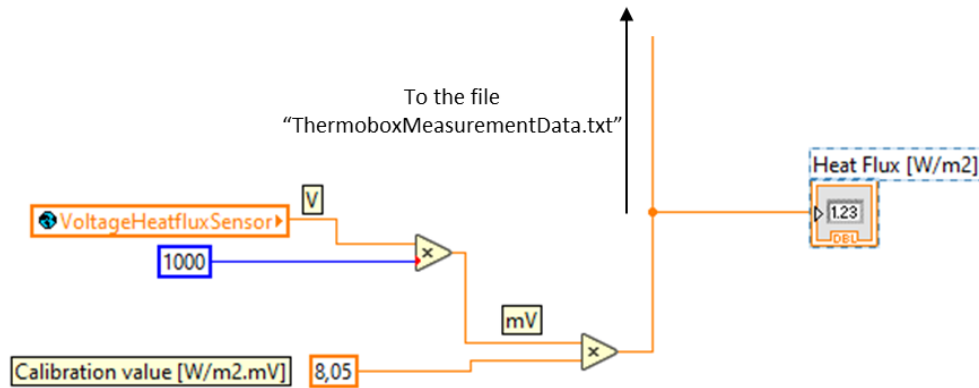 To the file
“ThermoboxMeasurementData.txt”
Heat Flux [W/m2]
1.23
DBL
V
VoltageHeatfluxSensor
×
1000
mV
×
Calibration value [W/m2.mV]
8,05